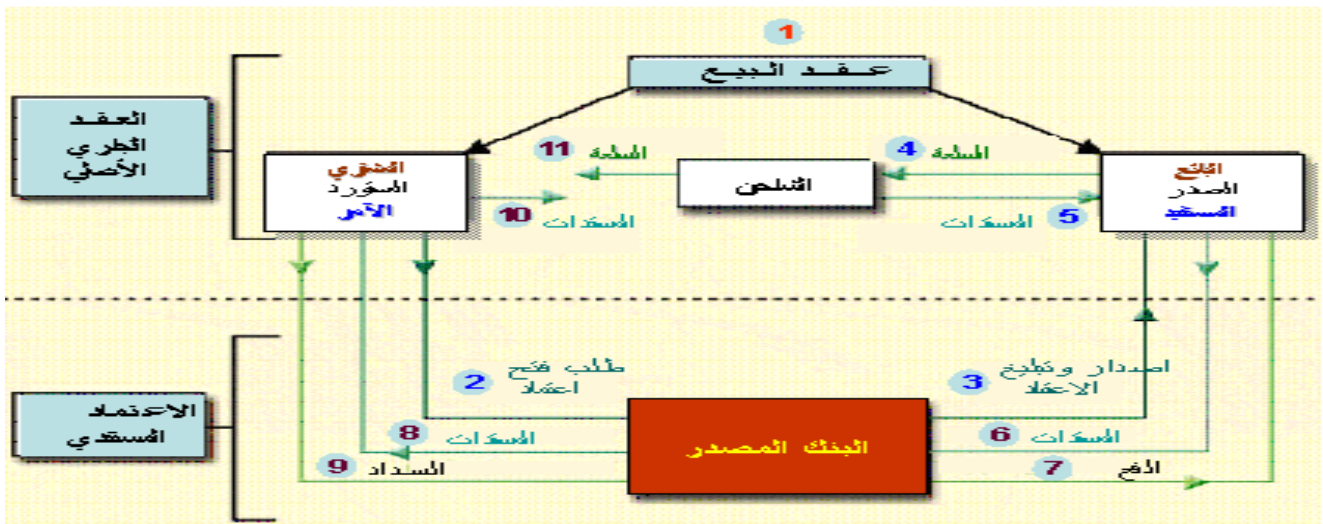 1
عقد البيع
العقد
الجاري
الأصلي
المشتري
المستورد
الآمر
11
السلعة
الشاحن
4
السلعة
البائع
المصدر
المستفيد
10
المستندات
5
المستندات
2
طلب فتح
اعتماد
3
اصدار وتبليغ
الاعتماد
الاعتماد
المستندي
8
المستندات
البنك المصدر
6
المستندات
9
السداد
7
الدفع